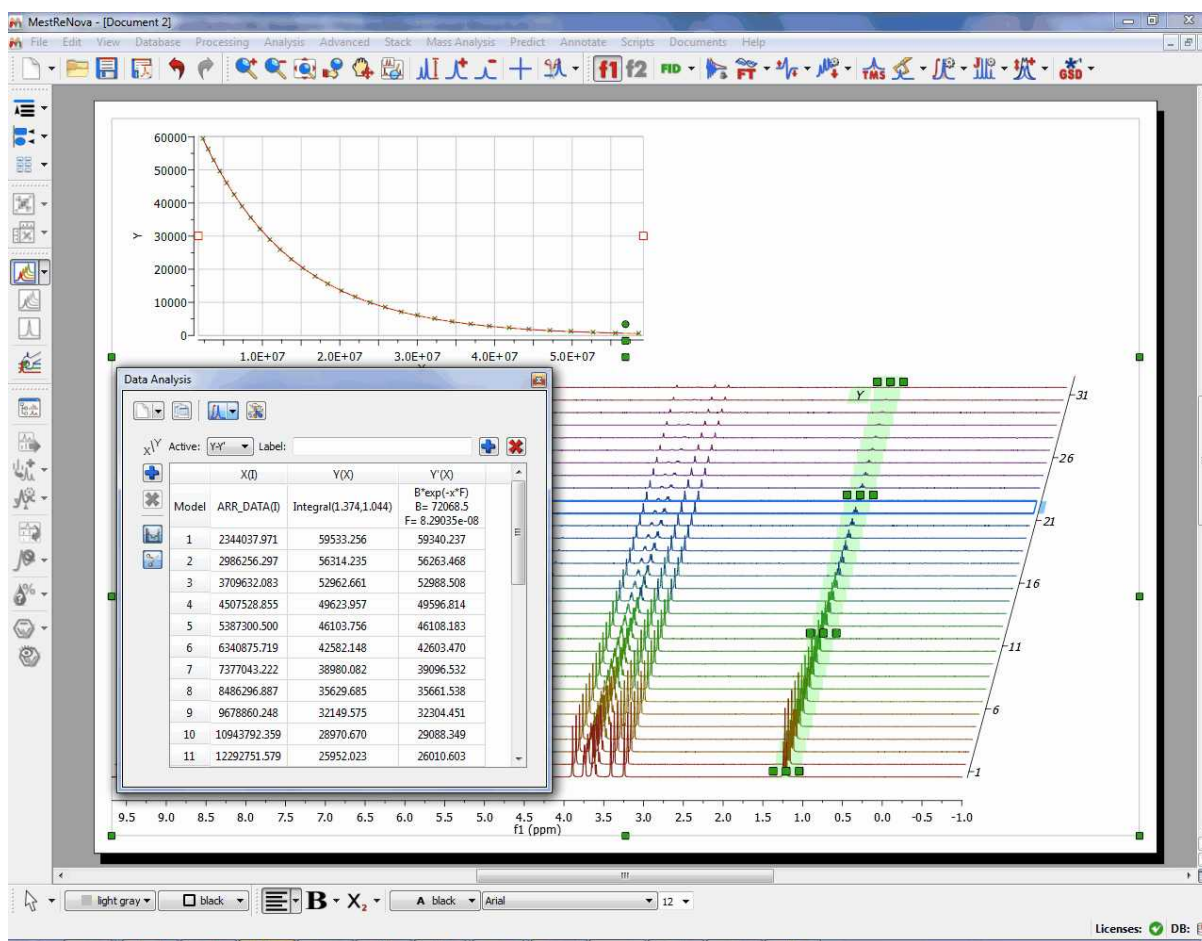 MestReNova - [Document 2]
File Edit View Database Processing Analysis Advanced Stack Mass Analysis Predict Annotate Scripts Documents Help
f1 f2 FID FT TMS GSD
60000
50000
40000
Y 30000
20000
10000
0
1.0E+07 2.0E+07 3.0E+07 4.0E+07 5.0E+07
Data Analysis
X Y Active: Y-Y' Label:
X(I) Y(X) Y'(X)
Model ARR_DATA(I) Integral(1.374,1.044) B*exp(-x*F)
B= 72068.5
F= 8.29035e-08
1 2344037.971 59533.256 59340.237
2 2986256.297 56314.235 56263.468
3 3709632.083 52962.661 52988.508
4 4507528.855 49623.957 49596.814
5 5387300.500 46103.756 46108.183
6 6340875.719 42582.148 42603.470
7 7377043.222 38980.082 39096.532
8 8486296.887 35629.685 35661.538
9 9678860.248 32149.575 32304.451
10 10943792.359 28970.670 29088.349
11 12292751.579 25952.023 26010.603
Y
31
26
21
16
11
6
1
9.5 9.0 8.5 8.0 7.5 7.0 6.5 6.0 5.5 5.0 4.5 4.0 3.5 3.0 2.5 2.0 1.5 1.0 0.5 0.0 -0.5 -1.0
f1 (ppm)
light gray black B X2 A black Arial 12
Licenses: DB: